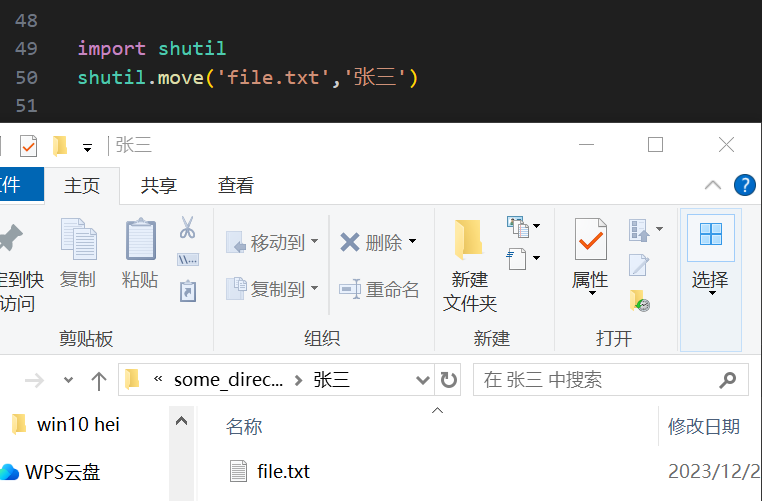 48
49 import shutil
50 shutil.move('file.txt','张三')
51
张三
文件 主页 共享 查看 ?
定到快
访问
复制 粘贴
剪贴板
移动到 删除
复制到 重命名
组织
新建
文件夹
新建
属性
打开
选择
« some_direc... 张三
在 张三 中搜索
win10 hei
WPS云盘
名称 修改日期
file.txt 2023/12/2